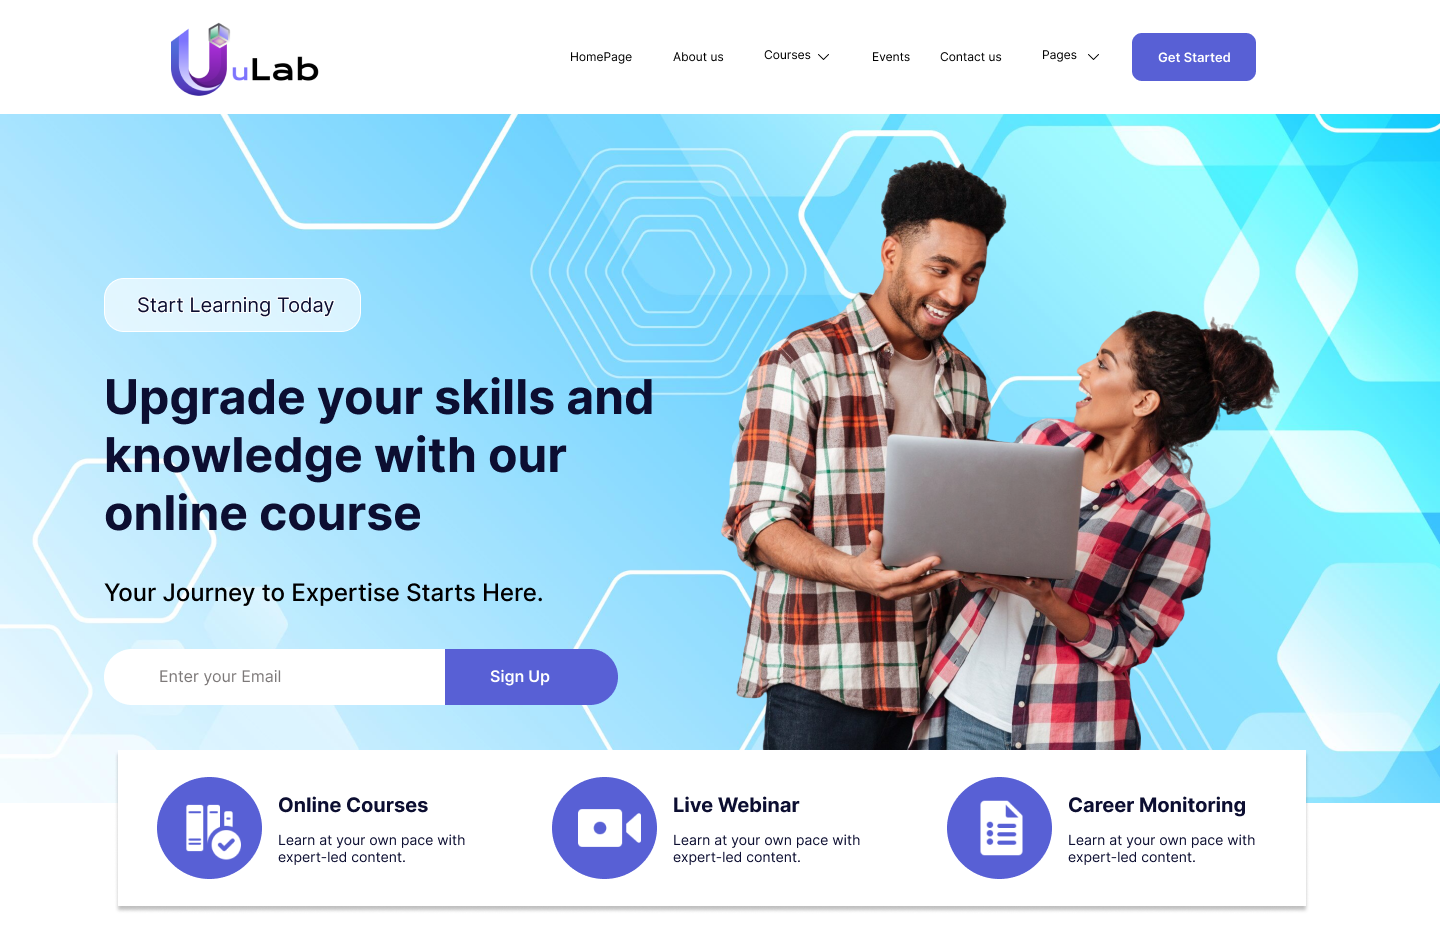 uLab
HomePage
About us
Courses
Events
Contact us
Pages
Get Started
Start Learning Today
Upgrade your skills and
knowledge with our
online course
Your Journey to Expertise Starts Here.
Enter your Email
Sign Up
Online Courses
Learn at your own pace with
expert-led content.
Live Webinar
Learn at your own pace with
expert-led content.
Career Monitoring
Learn at your own pace with
expert-led content.